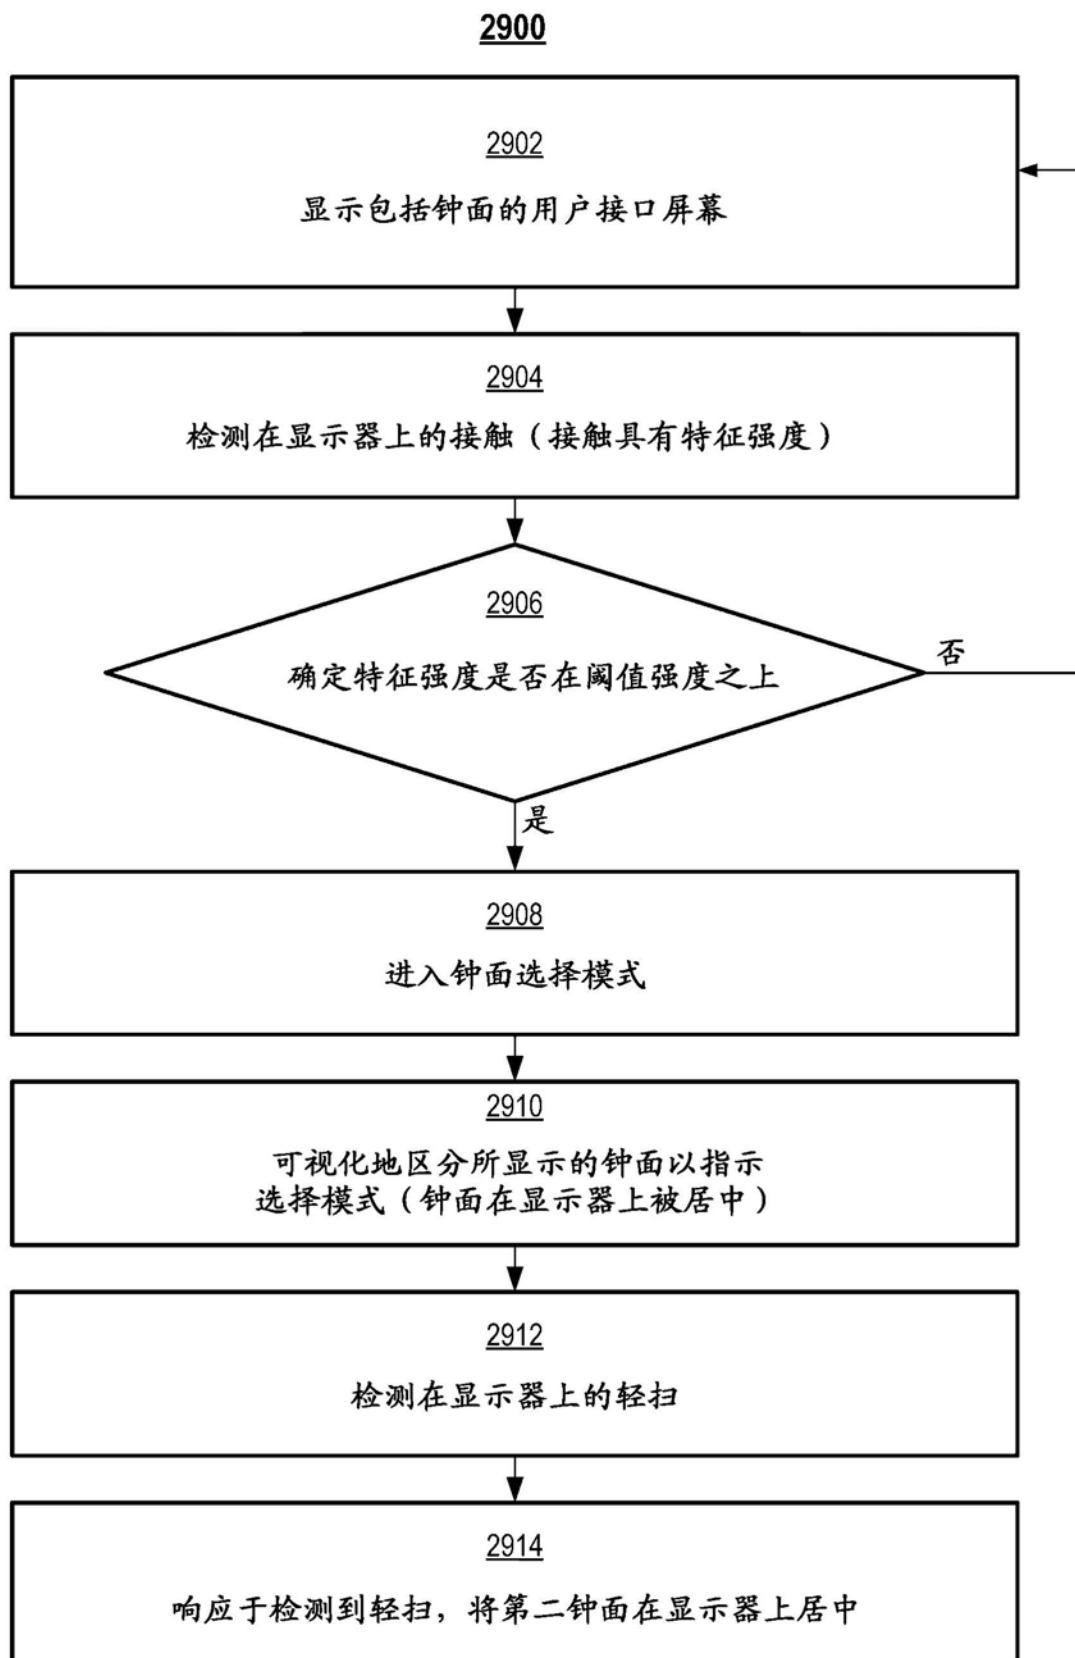 2900
2902
显示包括钟面的用户接口屏幕
2904
检测在显示器上的接触（接触具有特征强度）
2906
确定特征强度是否在阈值强度之上
否
是
2908
进入钟面选择模式
2910
可视化地区分所显示的钟面以指示
选择模式（钟面在显示器上被居中）
2912
检测在显示器上的轻扫
2914
响应于检测到轻扫，将第二钟面在显示器上居中